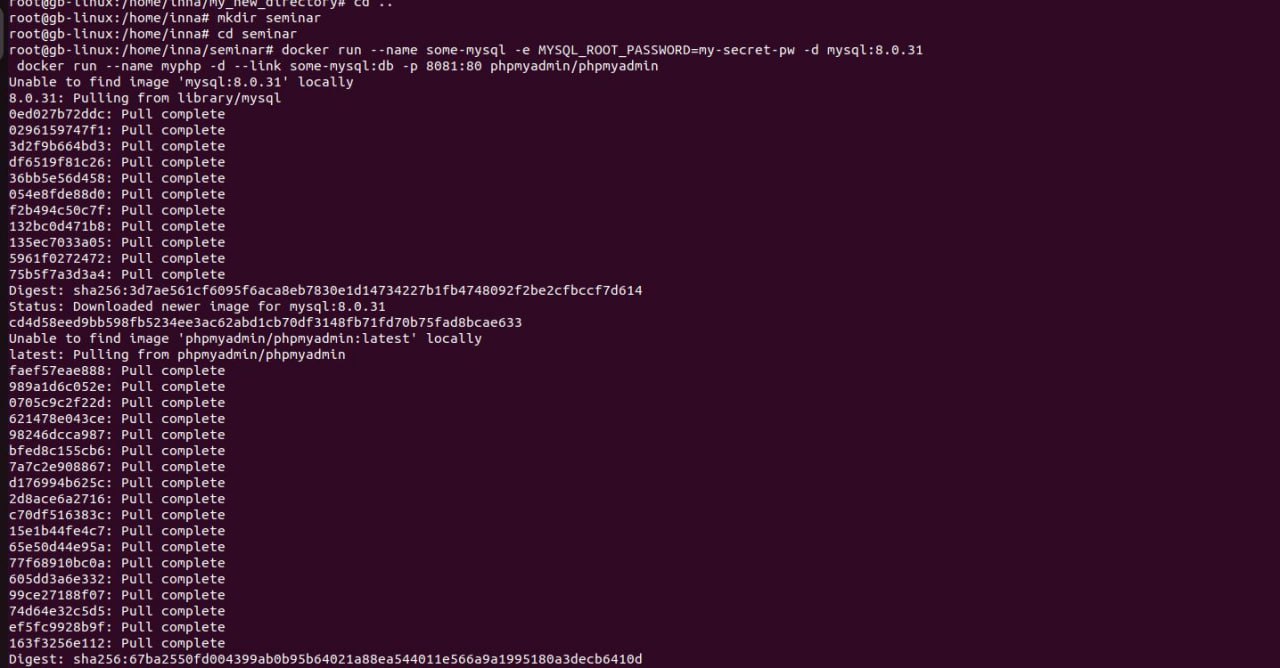 root@gb-linux:/home/inna/my_new_directory# cd ..
root@gb-linux:/home/inna# mkdir seminar
root@gb-linux:/home/inna# cd seminar
root@gb-linux:/home/inna/seminar# docker run --name some-mysql -e MYSQL_ROOT_PASSWORD=my-secret-pw -d mysql:8.0.31
 docker run --name myphp -d --link some-mysql:db -p 8081:80 phpmyadmin/phpmyadmin
Unable to find image 'mysql:8.0.31' locally
8.0.31: Pulling from library/mysql
0ed027b72ddc: Pull complete
0296159747f1: Pull complete
3d2f9b664bd3: Pull complete
df6519f81c26: Pull complete
36bb5e56d458: Pull complete
054e8fde88d0: Pull complete
f2b494c50c7f: Pull complete
132bc0d471b8: Pull complete
135ec7033a05: Pull complete
5961f0272472: Pull complete
75b5f7a3d3a4: Pull complete
Digest: sha256:3d7ae561cf6095f6aca8eb7830e1d14734227b1fb4748092f2be2cfbccf7d614
Status: Downloaded newer image for mysql:8.0.31
cd4d58eed9bb598fb5234ee3ac62abd1cb70df3148fb71fd70b75fad8bcae633
Unable to find image 'phpmyadmin/phpmyadmin:latest' locally
latest: Pulling from phpmyadmin/phpmyadmin
faef57eae888: Pull complete
989a1d6c052e: Pull complete
0705c9c2f22d: Pull complete
621478e043ce: Pull complete
98246dcca987: Pull complete
bfed8c155cb6: Pull complete
7a7c2e908867: Pull complete
d176994b625c: Pull complete
2d8ace6a2716: Pull complete
c70df516383c: Pull complete
15e1b44fe4c7: Pull complete
65e50d44e95a: Pull complete
77f68910bc0a: Pull complete
605dd3a6e332: Pull complete
99ce27188f07: Pull complete
74d64e32c5d5: Pull complete
ef5fc9928b9f: Pull complete
163f3256e112: Pull complete
Digest: sha256:67ba2550fd004399ab0b95b64021a88ea544011e566a9a1995180a3decb6410d